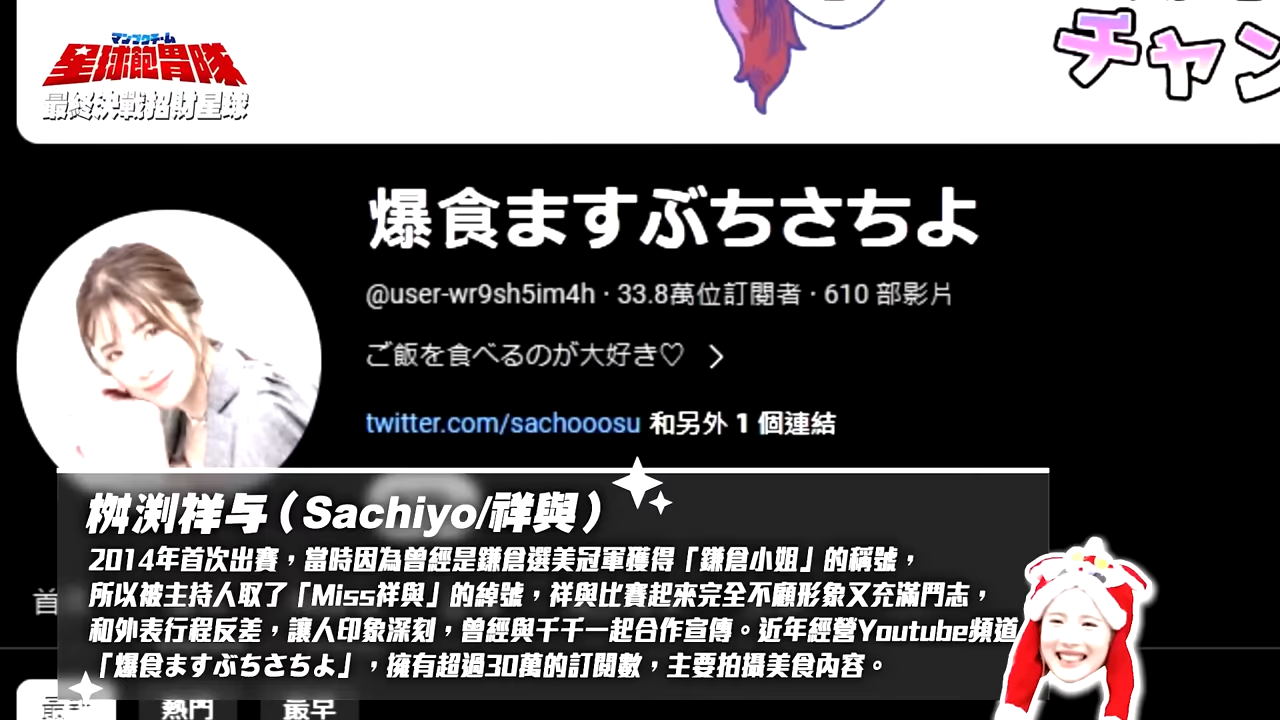 マンプクチーム
星球飽胃隊
最終決戰招財星球
チャン
爆食ますぶちさちよ
@user-wr9sh5im4h · 33.8萬位訂閱者 · 610 部影片
ご飯を食べるのが大好き♡ >
twitter.com/sachooosu 和另外 1 個連結
桝渕祥与(Sachiyo/祥與)
2014年首次出賽,當時因為曾經是鎌倉選美冠軍獲得「鎌倉小姐」的稱號,
所以被主持人取了「Miss祥與」的綽號,祥與比賽起來完全不顧形象又充滿鬥志,
和外表行程反差,讓人印象深刻,曾經與千千一起合作宣傳。近年經營Youtube頻道
「爆食ますぶちさちよ」,擁有超過30萬的訂閱數,主要拍攝美食內容。
首
熱門
最早